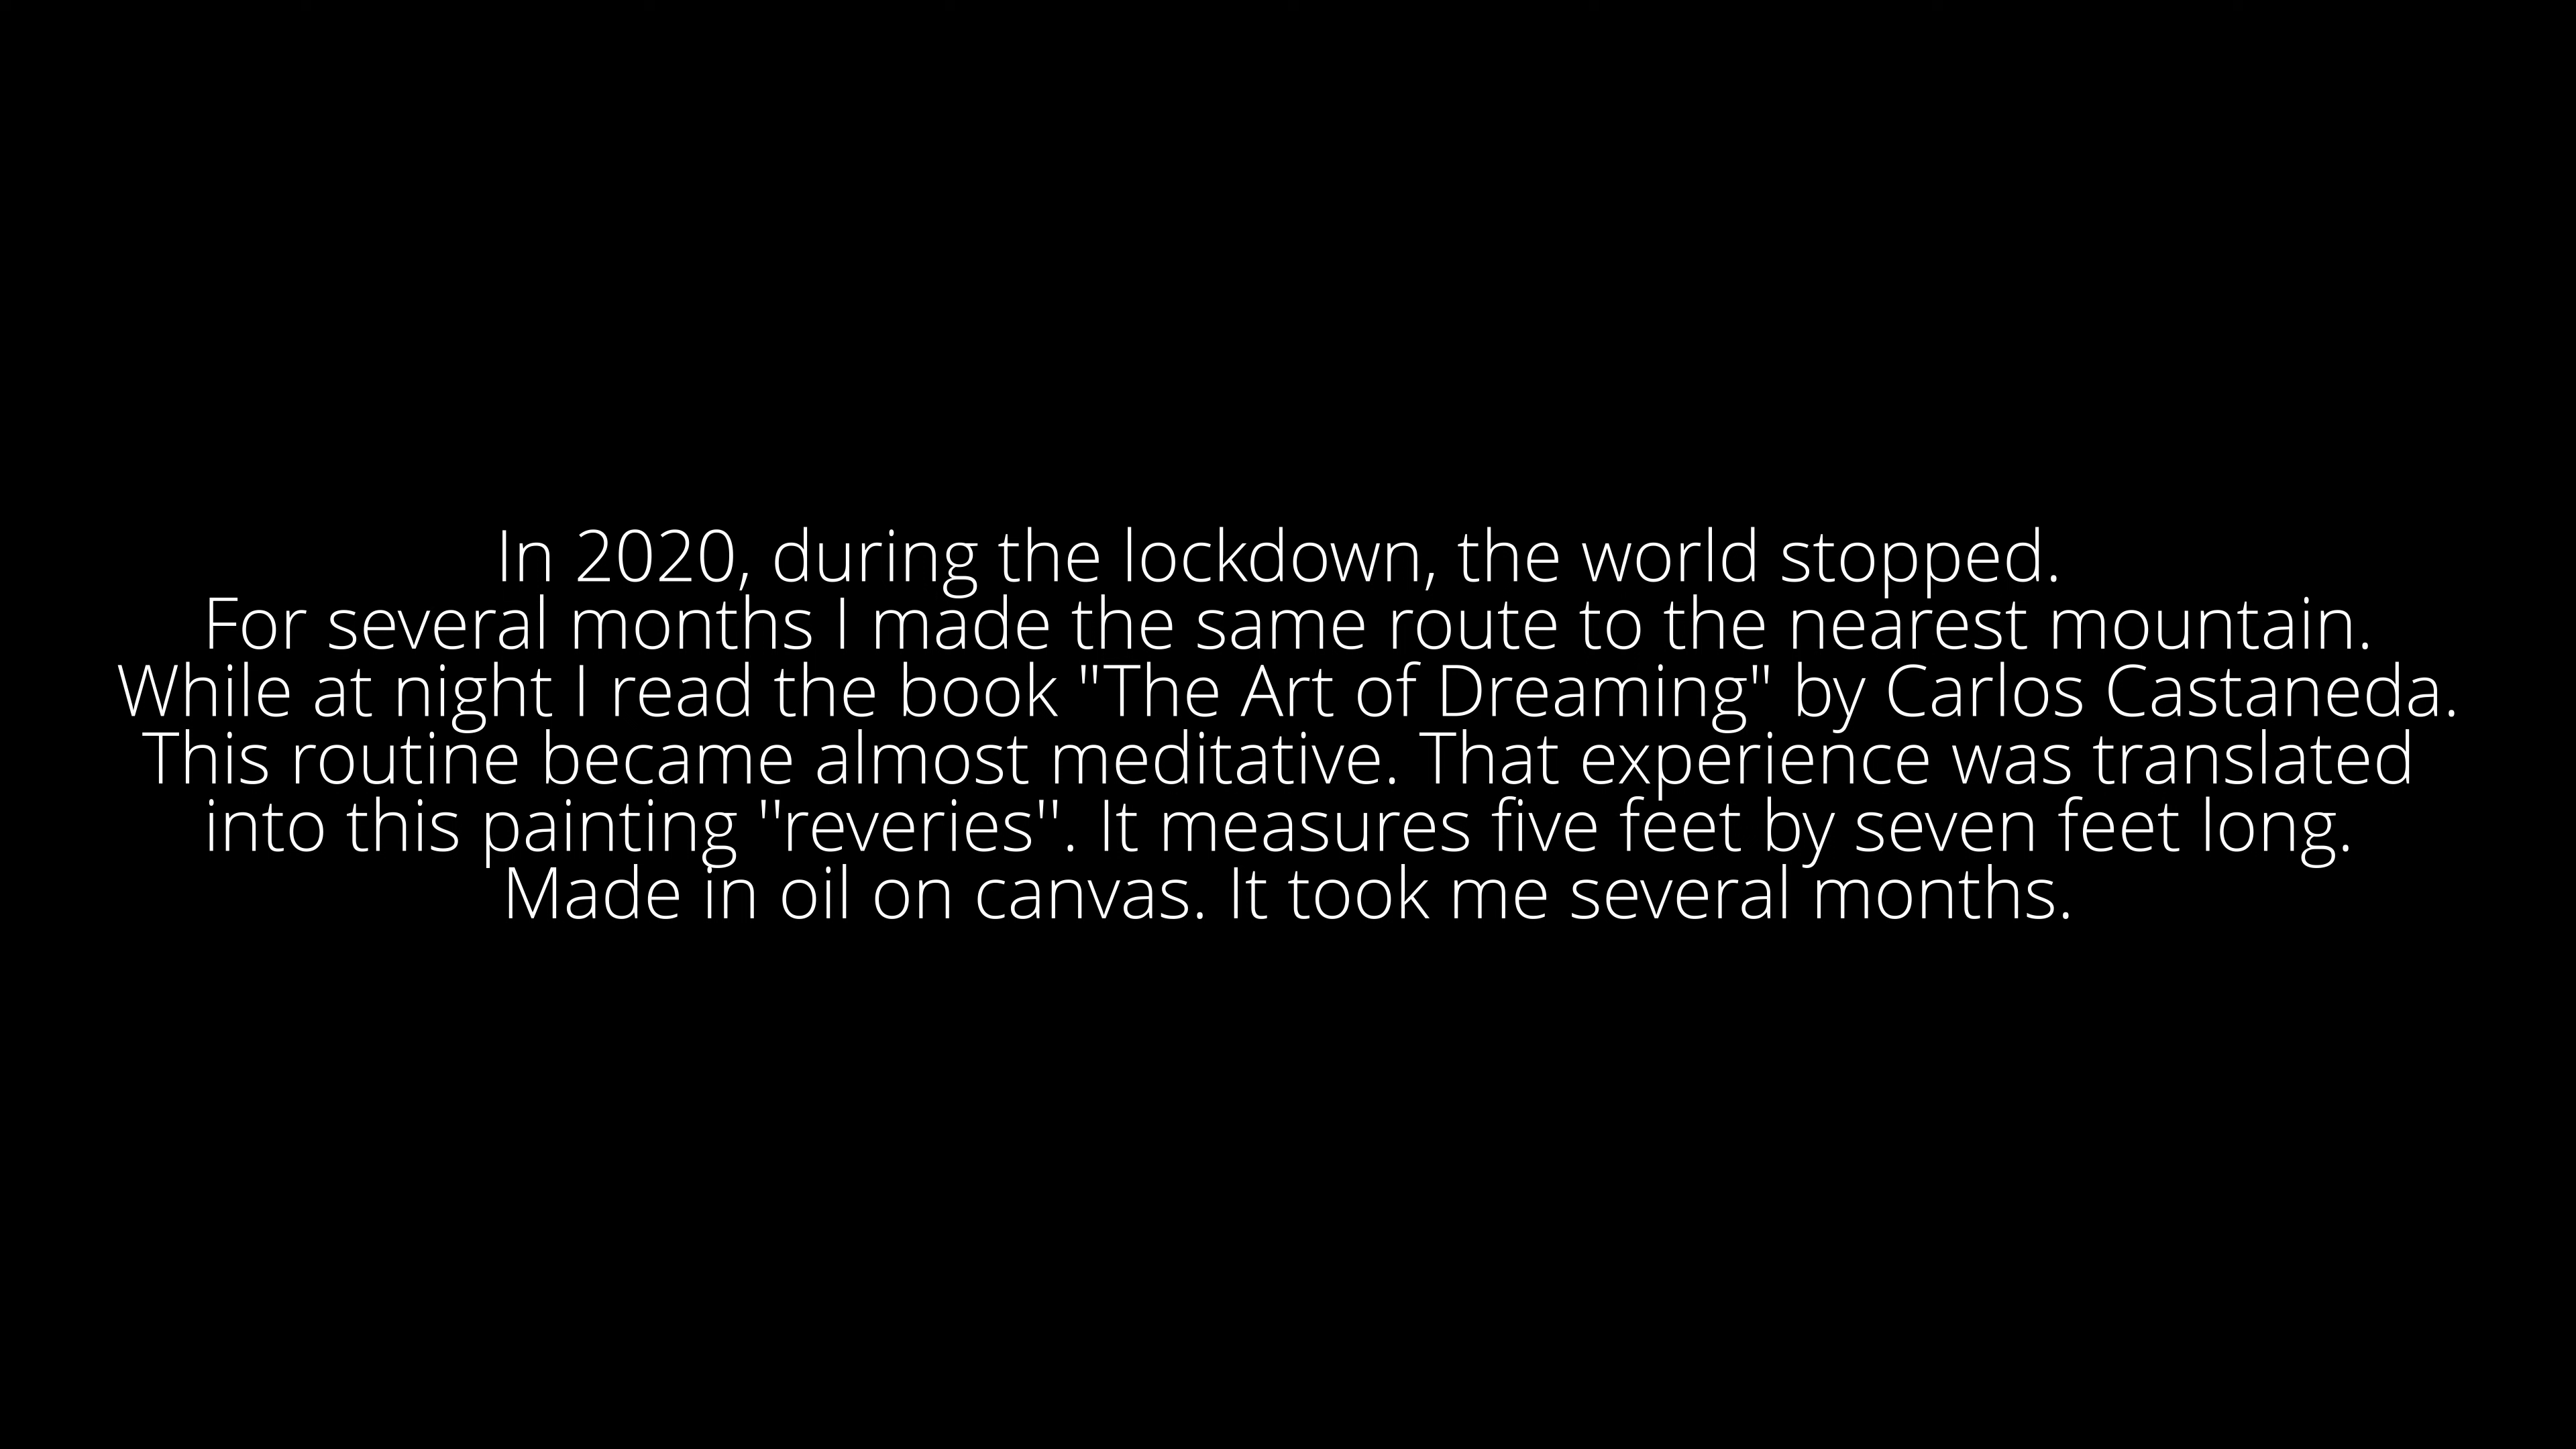 In 2020, during the lockdown, the world stopped.
For several months I made the same route to the nearest mountain.
While at night I read the book "The Art of Dreaming" by Carlos Castaneda.
This routine became almost meditative. That experience was translated
into this painting "reveries". It measures five feet by seven feet long.
Made in oil on canvas. It took me several months.